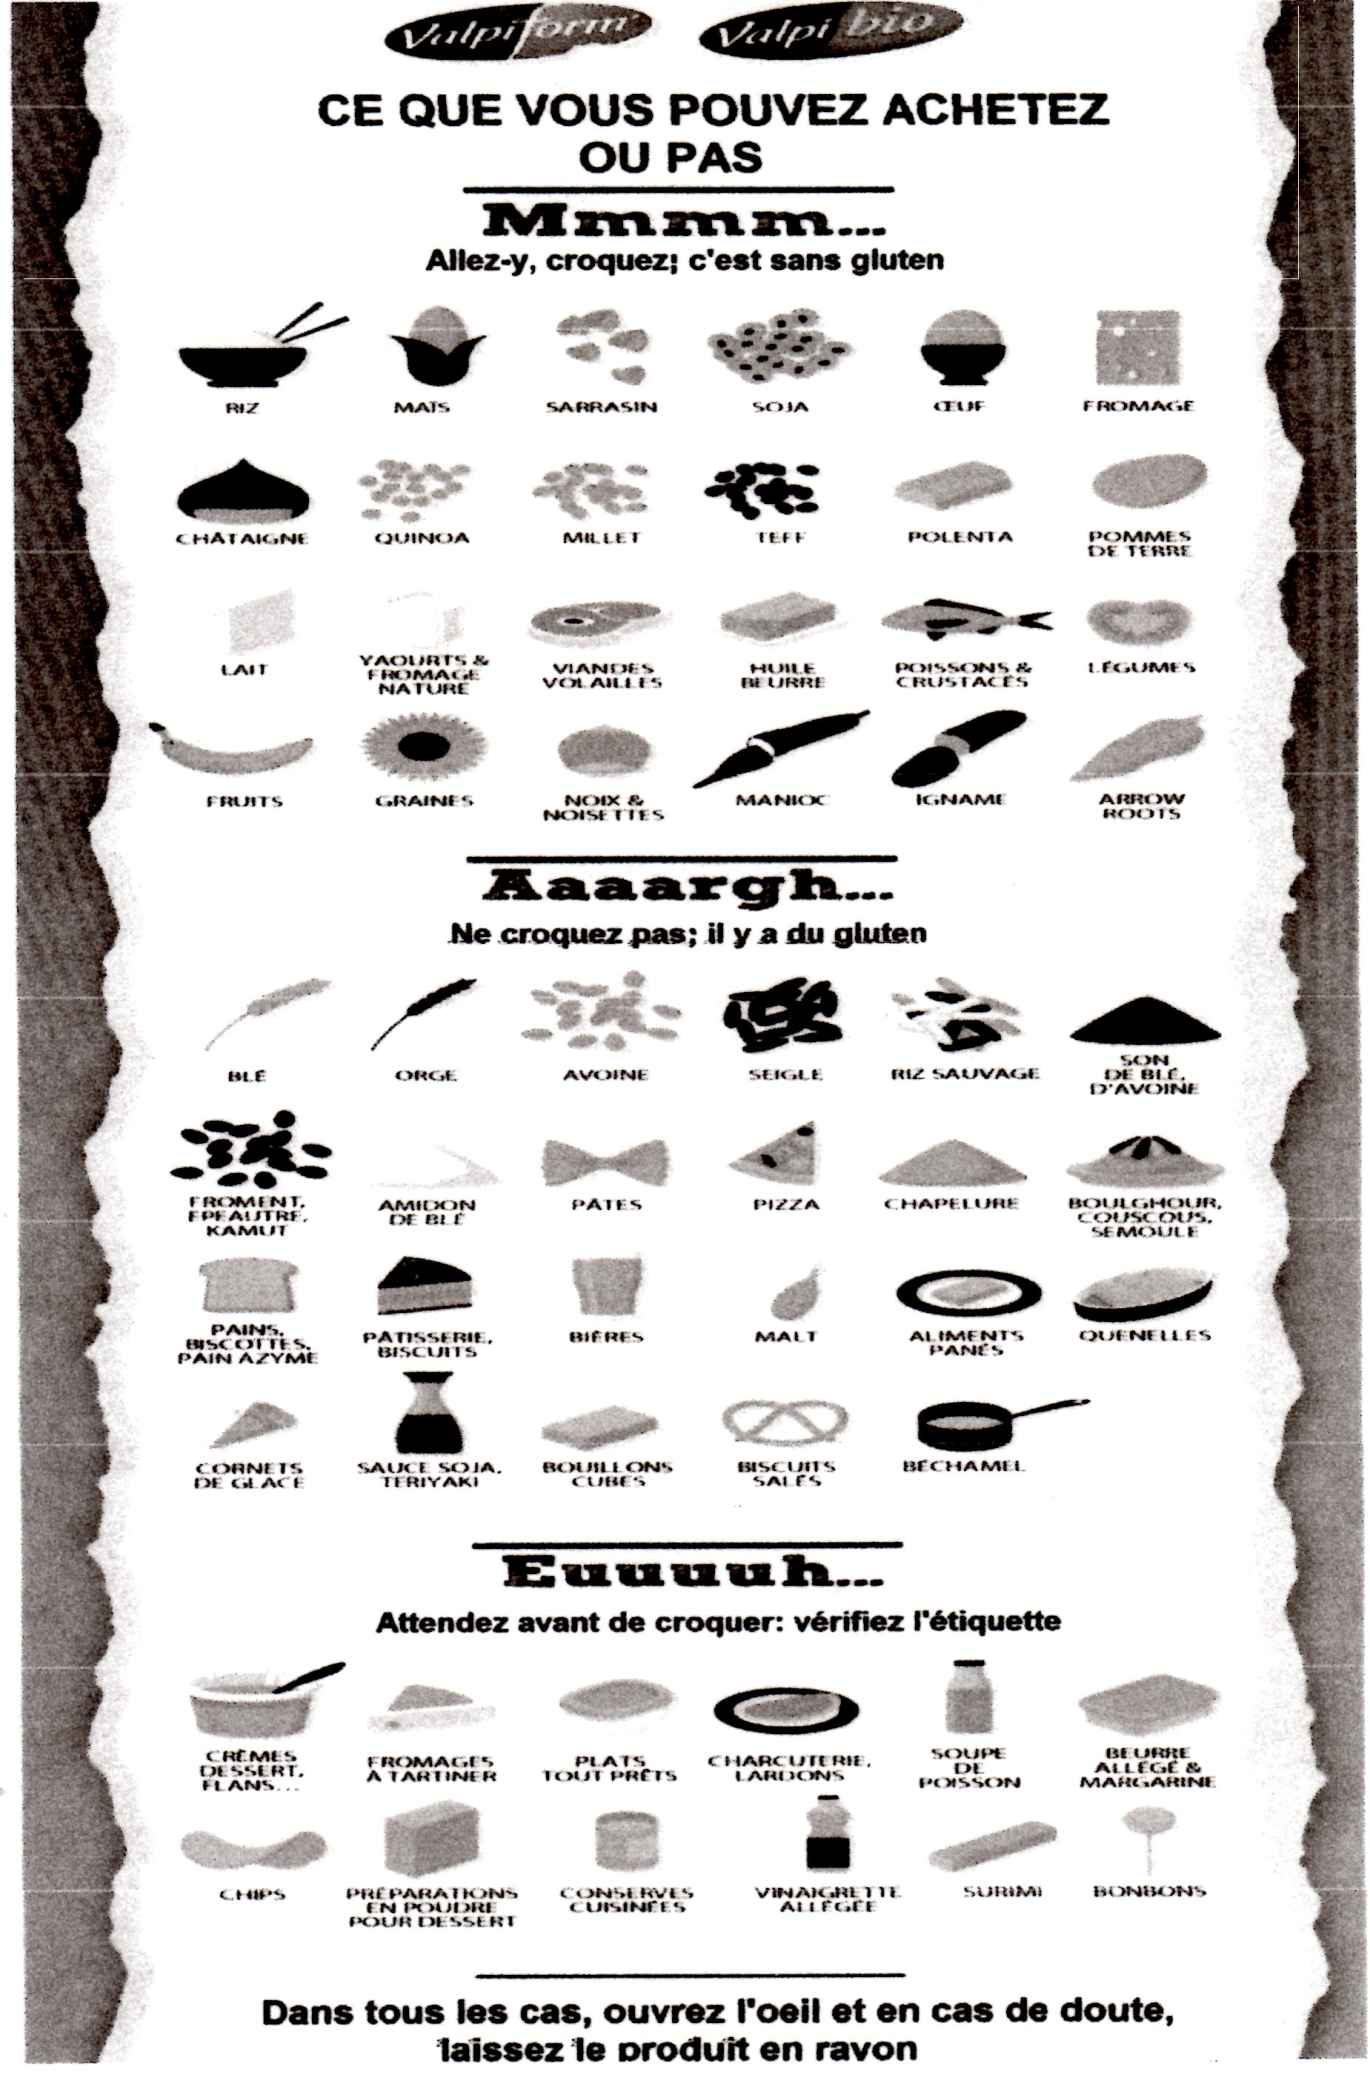 Valpiform Valpi bio
CE QUE VOUS POUVEZ ACHETEZ
OU PAS
Mmmm...
Allez-y, croquez; c'est sans gluten
RIZ MAÏS SARRASIN SOJA ŒUF FROMAGE
CHÂTAIGNE QUINOA MILLET TEFF POLENTA POMMES
DE TERRE
LAIT YAOURTS & VIANDES HUILE POISSONS & LÉGUMES
FROMAGE VOLAILLES BEURRE CRUSTACÉS
NATURE
FRUITS GRAINES NOIX & MANIOC IGNAME ARROW
NOISETTES ROOTS
Aaaargh...
Ne croquez pas; il y a du gluten
BLÉ ORGE AVOINE SEIGLE RIZ SAUVAGE SON
DE BLÉ,
D'AVOINE
FROMENT, AMIDON PÂTES PIZZA CHAPELURE BOULGHOUR,
ÉPEAUTRE, DE BLÉ COUSCOUS,
KAMUT SEMOULE
PAINS, PÂTISSERIE, BIÈRES MALT ALIMENTS QUENELLES
BISCOTTES, BISCUITS PANÉS
PAIN AZYME
CORNETS SAUCE SOJA, BOUILLONS BISCUITS BÉCHAMEL
DE GLACE TERIYAKI CUBES SALÉS
Euuuuh...
Attendez avant de croquer: vérifiez l'étiquette
CRÈMES FROMAGES PLATS CHARCUTERIE, SOUPE BEURRE
DESSERT, À TARTINER TOUT PRÊTS LARDONS DE ALLÉGÉ &
FLANS... POISSON MARGARINE
CHIPS PRÉPARATIONS CONSERVES VINAIGRETTE SURIMI BONBONS
EN POUDRE CUISINÉES ALLÉGÉE
POUR DESSERT
Dans tous les cas, ouvrez l'oeil et en cas de doute,
laissez le produit en rayon